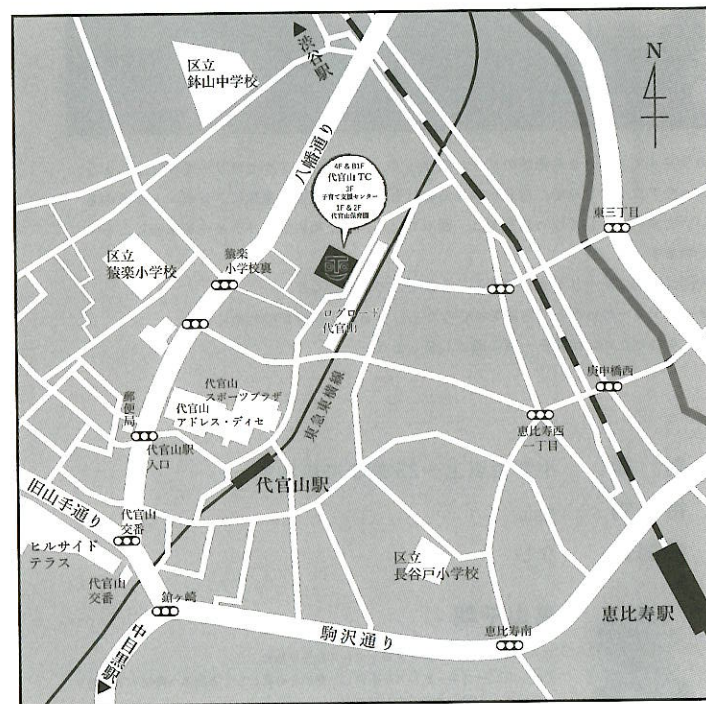 区立
鉢山中学校
渋谷駅
N
八幡通り
4F & B1F
代官山 TC
3F
子育て支援センター
1F & 2F
代官山保育園
東三丁目
区立
猿楽小学校
猿楽
小学校裏
ログロード
代官山
庚申橋西
郵便局
代官山
スポーツプラザ
代官山
アドレス・ディセ
東急東横線
恵比寿西
一丁目
代官山駅
入口
代官山駅
旧山手通り
代官山
交番
ヒルサイド
テラス
代官山
交番
区立
長谷戸小学校
鎗ヶ崎
恵比寿駅
駒沢通り
恵比寿南
中目黒駅